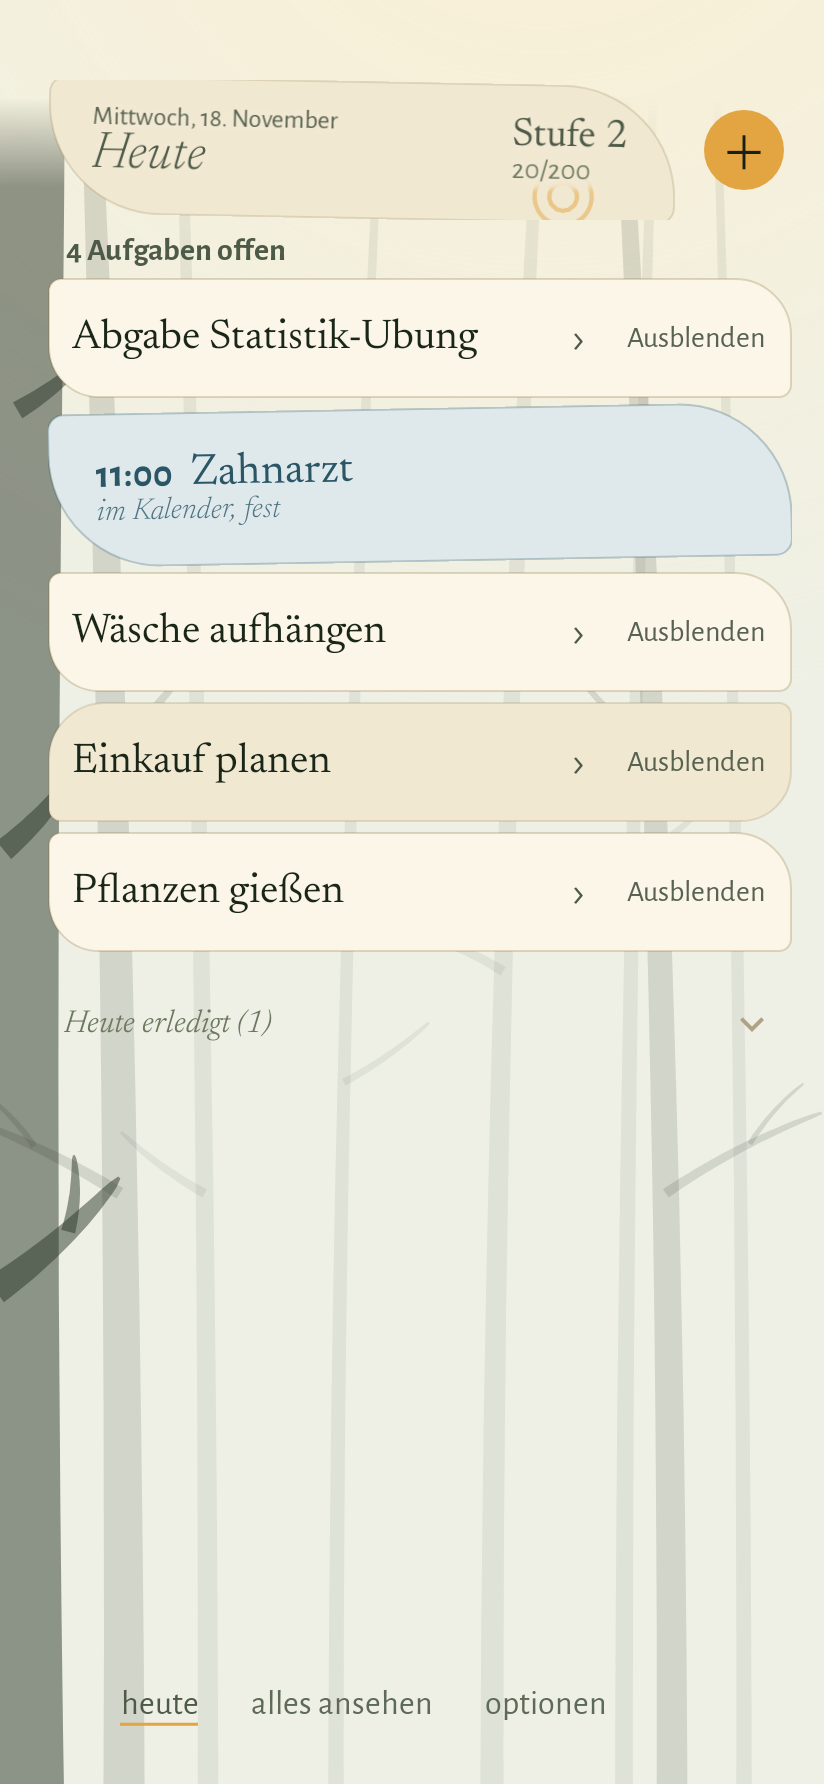 Mittwoch, 18. November
Heute
Stufe 2
20/200
4 Aufgaben offen
Abgabe Statistik-Ubung › Ausblenden
11:00 Zahnarzt
im Kalender, fest
Wäsche aufhängen › Ausblenden
Einkauf planen › Ausblenden
Pflanzen gießen › Ausblenden
Heute erledigt (1)
heute alles ansehen optionen